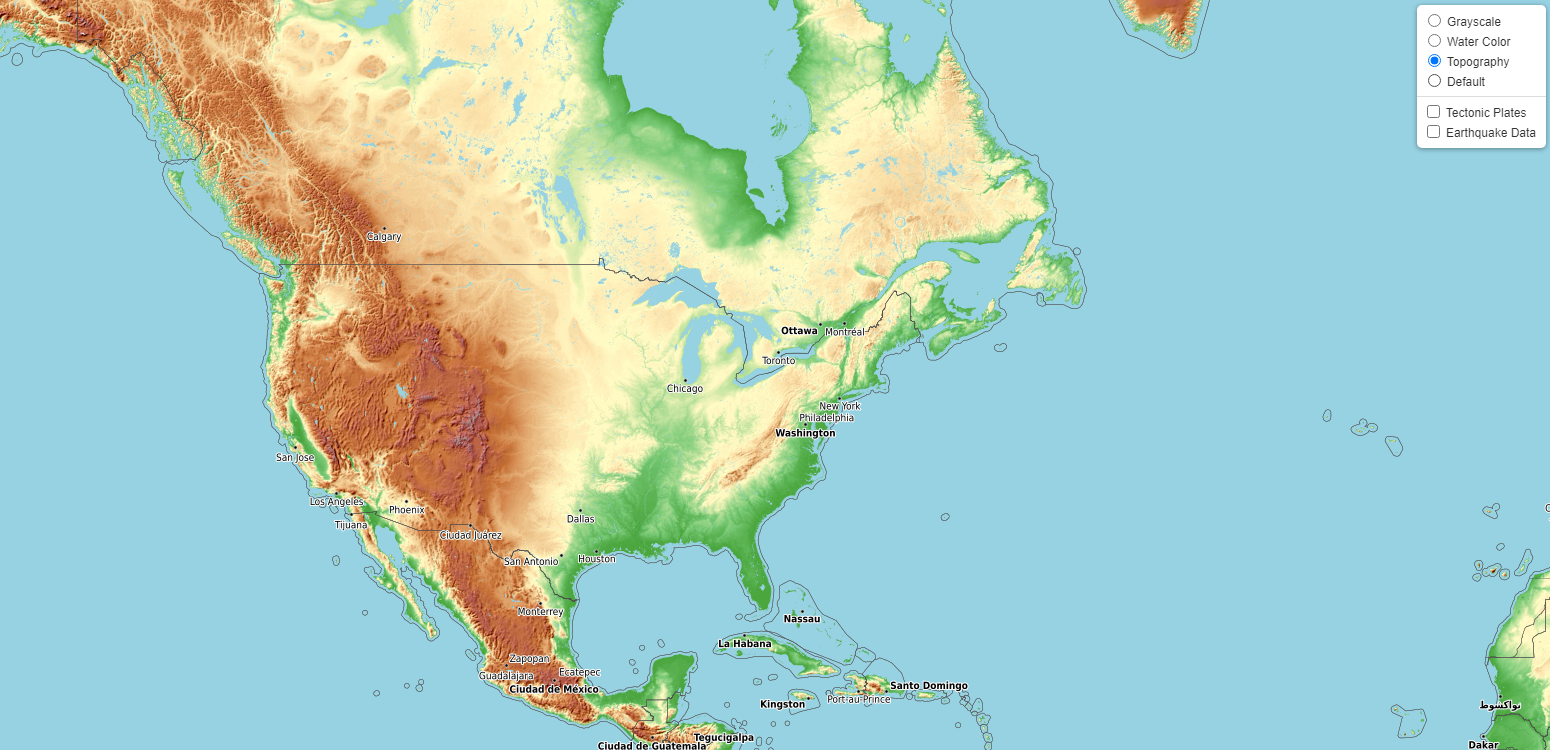 Grayscale
Water Color
Topography
Default
Tectonic Plates
Earthquake Data
Calgary
Ottawa
Montréal
Toronto
Chicago
New York
Philadelphia
Washington
San Jose
Los Angeles
Phoenix
Tijuana
Dallas
Ciudad Juárez
San Antonio
Houston
Monterrey
Nassau
La Habana
Zapopan
Guadalajara
Ecatepec
Ciudad de México
Santo Domingo
Port-au-Prince
Kingston
نواكشوط
Tegucigalpa
Ciudad de Guatemala
Dakar